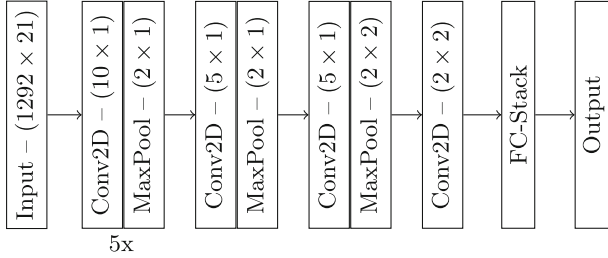 Input – (1292 × 21)
Conv2D – (10 × 1)
MaxPool – (2 × 1)
5x
Conv2D – (5 × 1)
MaxPool – (2 × 1)
Conv2D – (5 × 1)
MaxPool – (2 × 2)
Conv2D – (2 × 2)
FC-Stack
Output